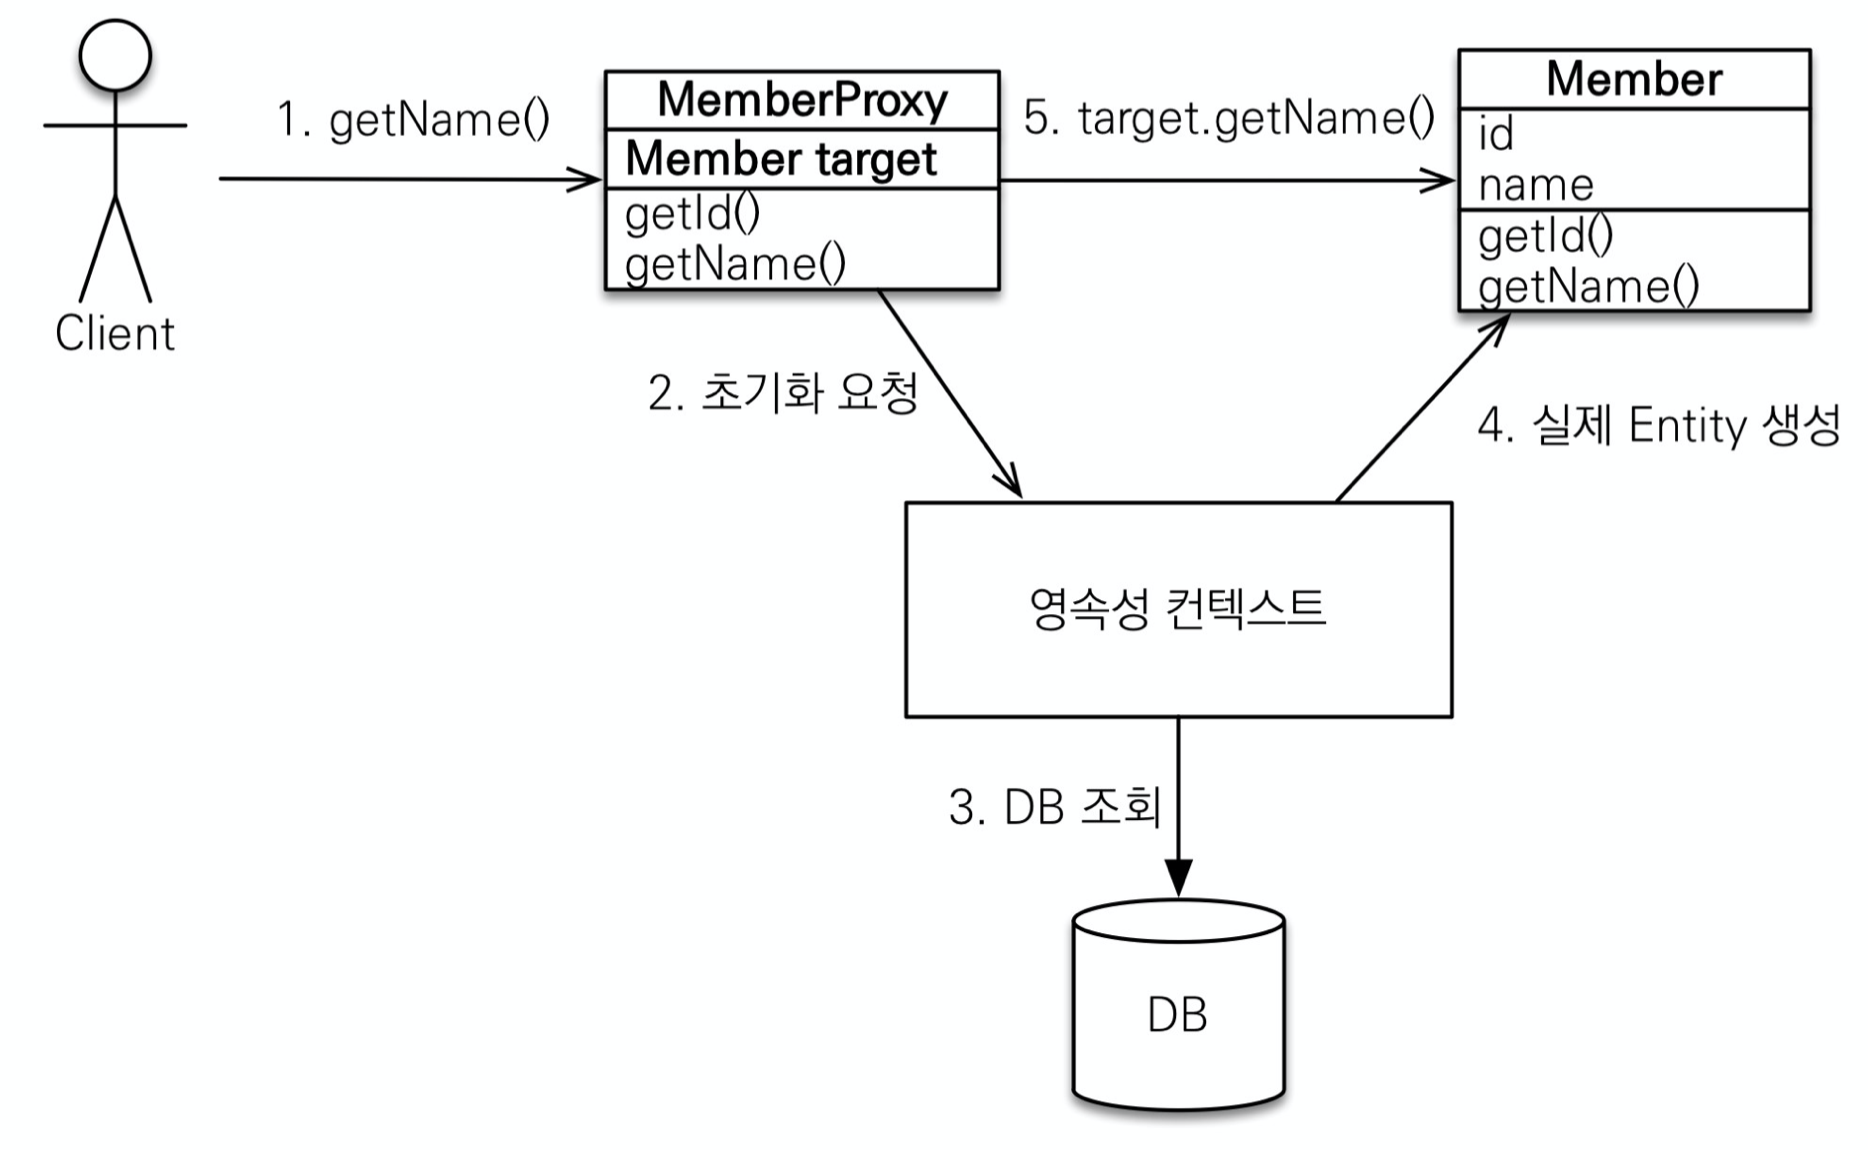 1. getName()
Client
MemberProxy
Member target
getId()
getName()
5. target.getName()
Member
id
name
getId()
getName()
2. 초기화 요청
4. 실제 Entity 생성
영속성 컨텍스트
3. DB 조회
DB